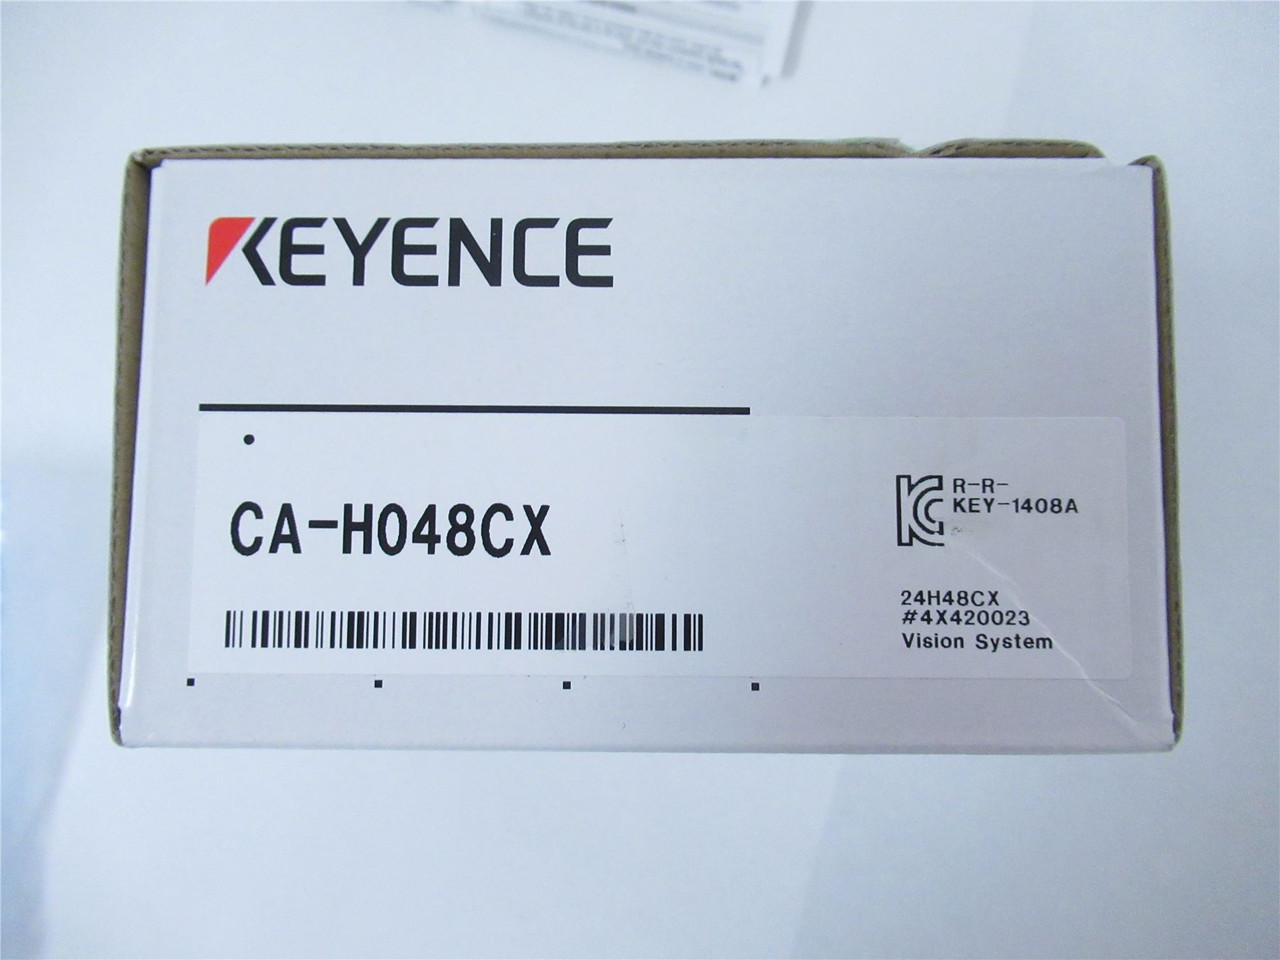 KEYENCE
CA-H048CX
R-R-
KEY-1408A
24H48CX
#4X420023
Vision System